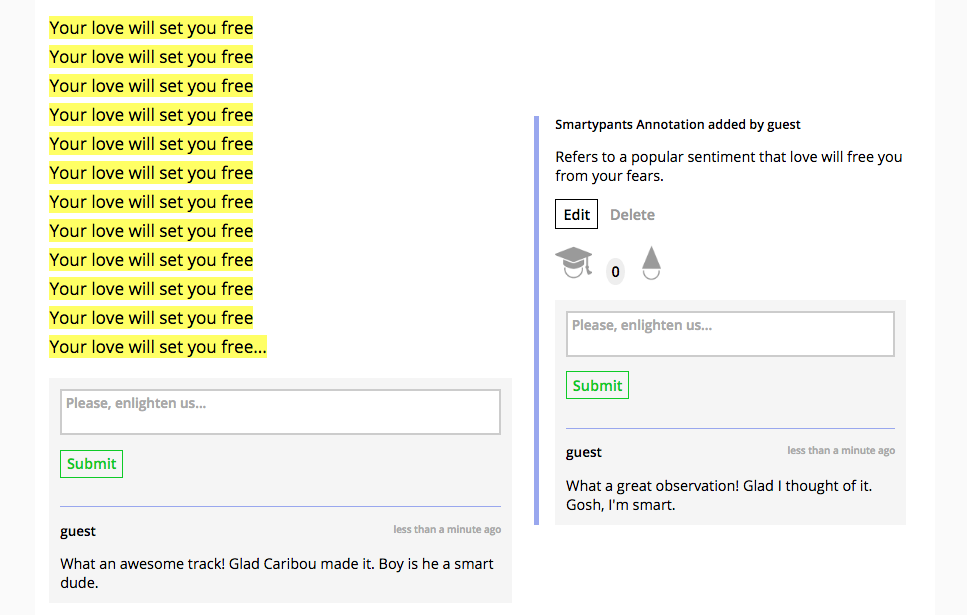 Your love will set you free
Your love will set you free
Your love will set you free
Your love will set you free
Your love will set you free
Your love will set you free
Your love will set you free
Your love will set you free
Your love will set you free
Your love will set you free
Your love will set you free
Your love will set you free...
Please, enlighten us...
Submit
guest
less than a minute ago
What an awesome track! Glad Caribou made it. Boy is he a smart
dude.
Smartypants Annotation added by guest
Refers to a popular sentiment that love will free you
from your fears.
Edit Delete
0
Please, enlighten us...
Submit
guest
less than a minute ago
What a great observation! Glad I thought of it.
Gosh, I'm smart.